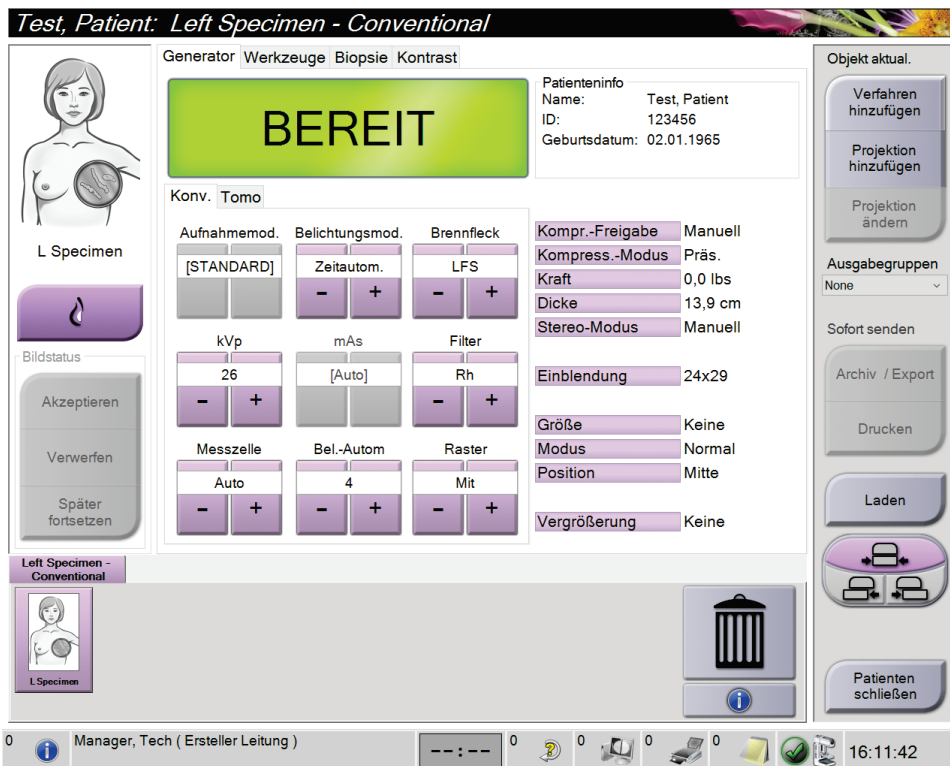 Test, Patient:  Left Specimen - Conventional
Generator Werkzeuge Biopsie Kontrast
BEREIT
Patienteninfo
Name: Test, Patient
ID: 123456
Geburtsdatum: 02.01.1965
L Specimen
Bildstatus
Akzeptieren
Verwerfen
Später
fortsetzen
Konv. Tomo
Aufnahmemod. Belichtungsmod. Brennfleck
[STANDARD] Zeitautom. LFS
- + - +
kVp mAs Filter
26 [Auto] Rh
- + - +
Messzelle Bel.-Autom Raster
Auto 4 Mit
- + - + - +
Kompr.-Freigabe Manuell
Kompress.-Modus Präs.
Kraft 0,0 lbs
Dicke 13,9 cm
Stereo-Modus Manuell
Einblendung 24x29
Größe Keine
Modus Normal
Position Mitte
Vergrößerung Keine
Objekt aktual.
Verfahren
hinzufügen
Projektion
hinzufügen
Projektion
ändern
Ausgabegruppen
None
Sofort senden
Archiv / Export
Drucken
Laden
Patienten
schließen
Left Specimen -
Conventional
L Specimen
0 Manager, Tech ( Ersteller Leitung ) --:-- 0 0 0 0 16:11:42